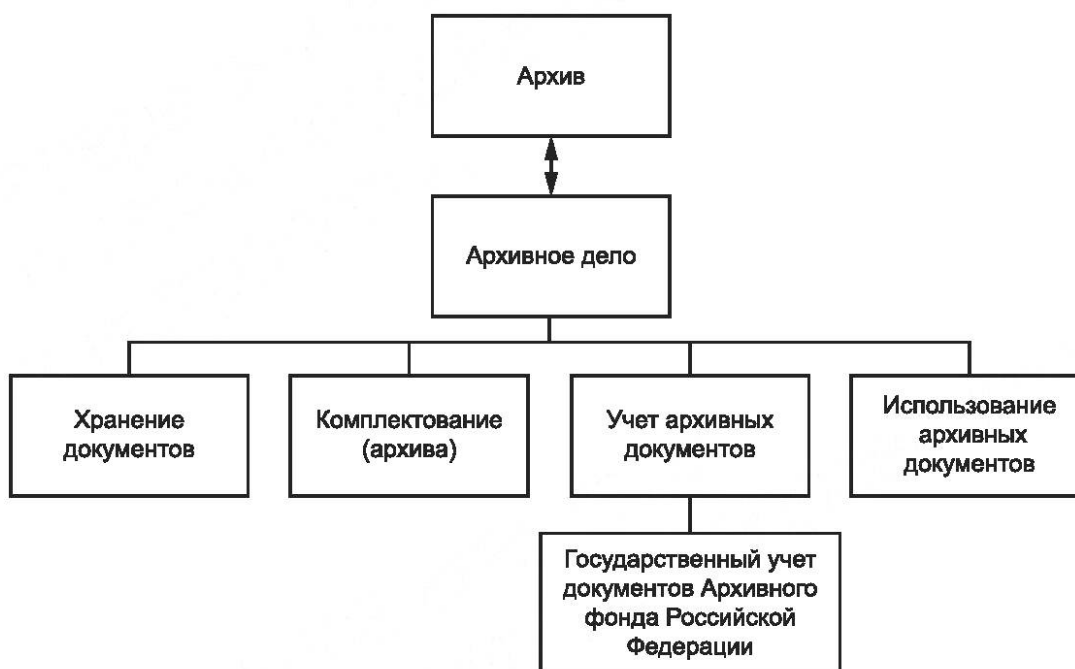 Архив
Архивное дело
Хранение
документов
Комплектование
(архива)
Учет архивных
документов
Использование
архивных
документов
Государственный учет
документов Архивного
фонда Российской
Федерации